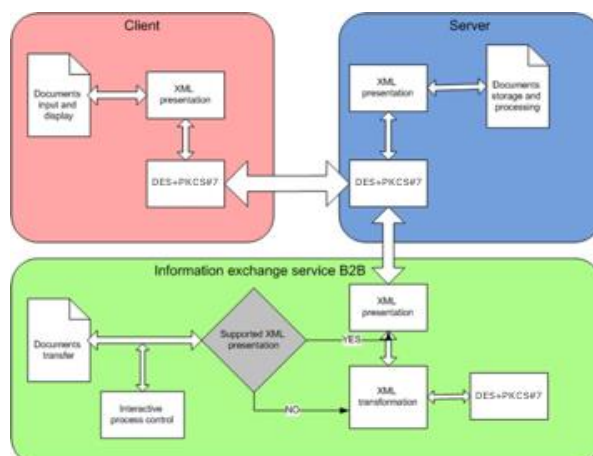 Client
Documents
input and
display
XML
presentation
DES+PKCS#7
Server
XML
presentation
Documents
storage and
processing
DES+PKCS#7
Information exchange service B2B
Documents
transfer
Supported XML
presentation
XML
presentation
YES
Interactive
process control
NO
XML
transformation
DES+PKCS#7